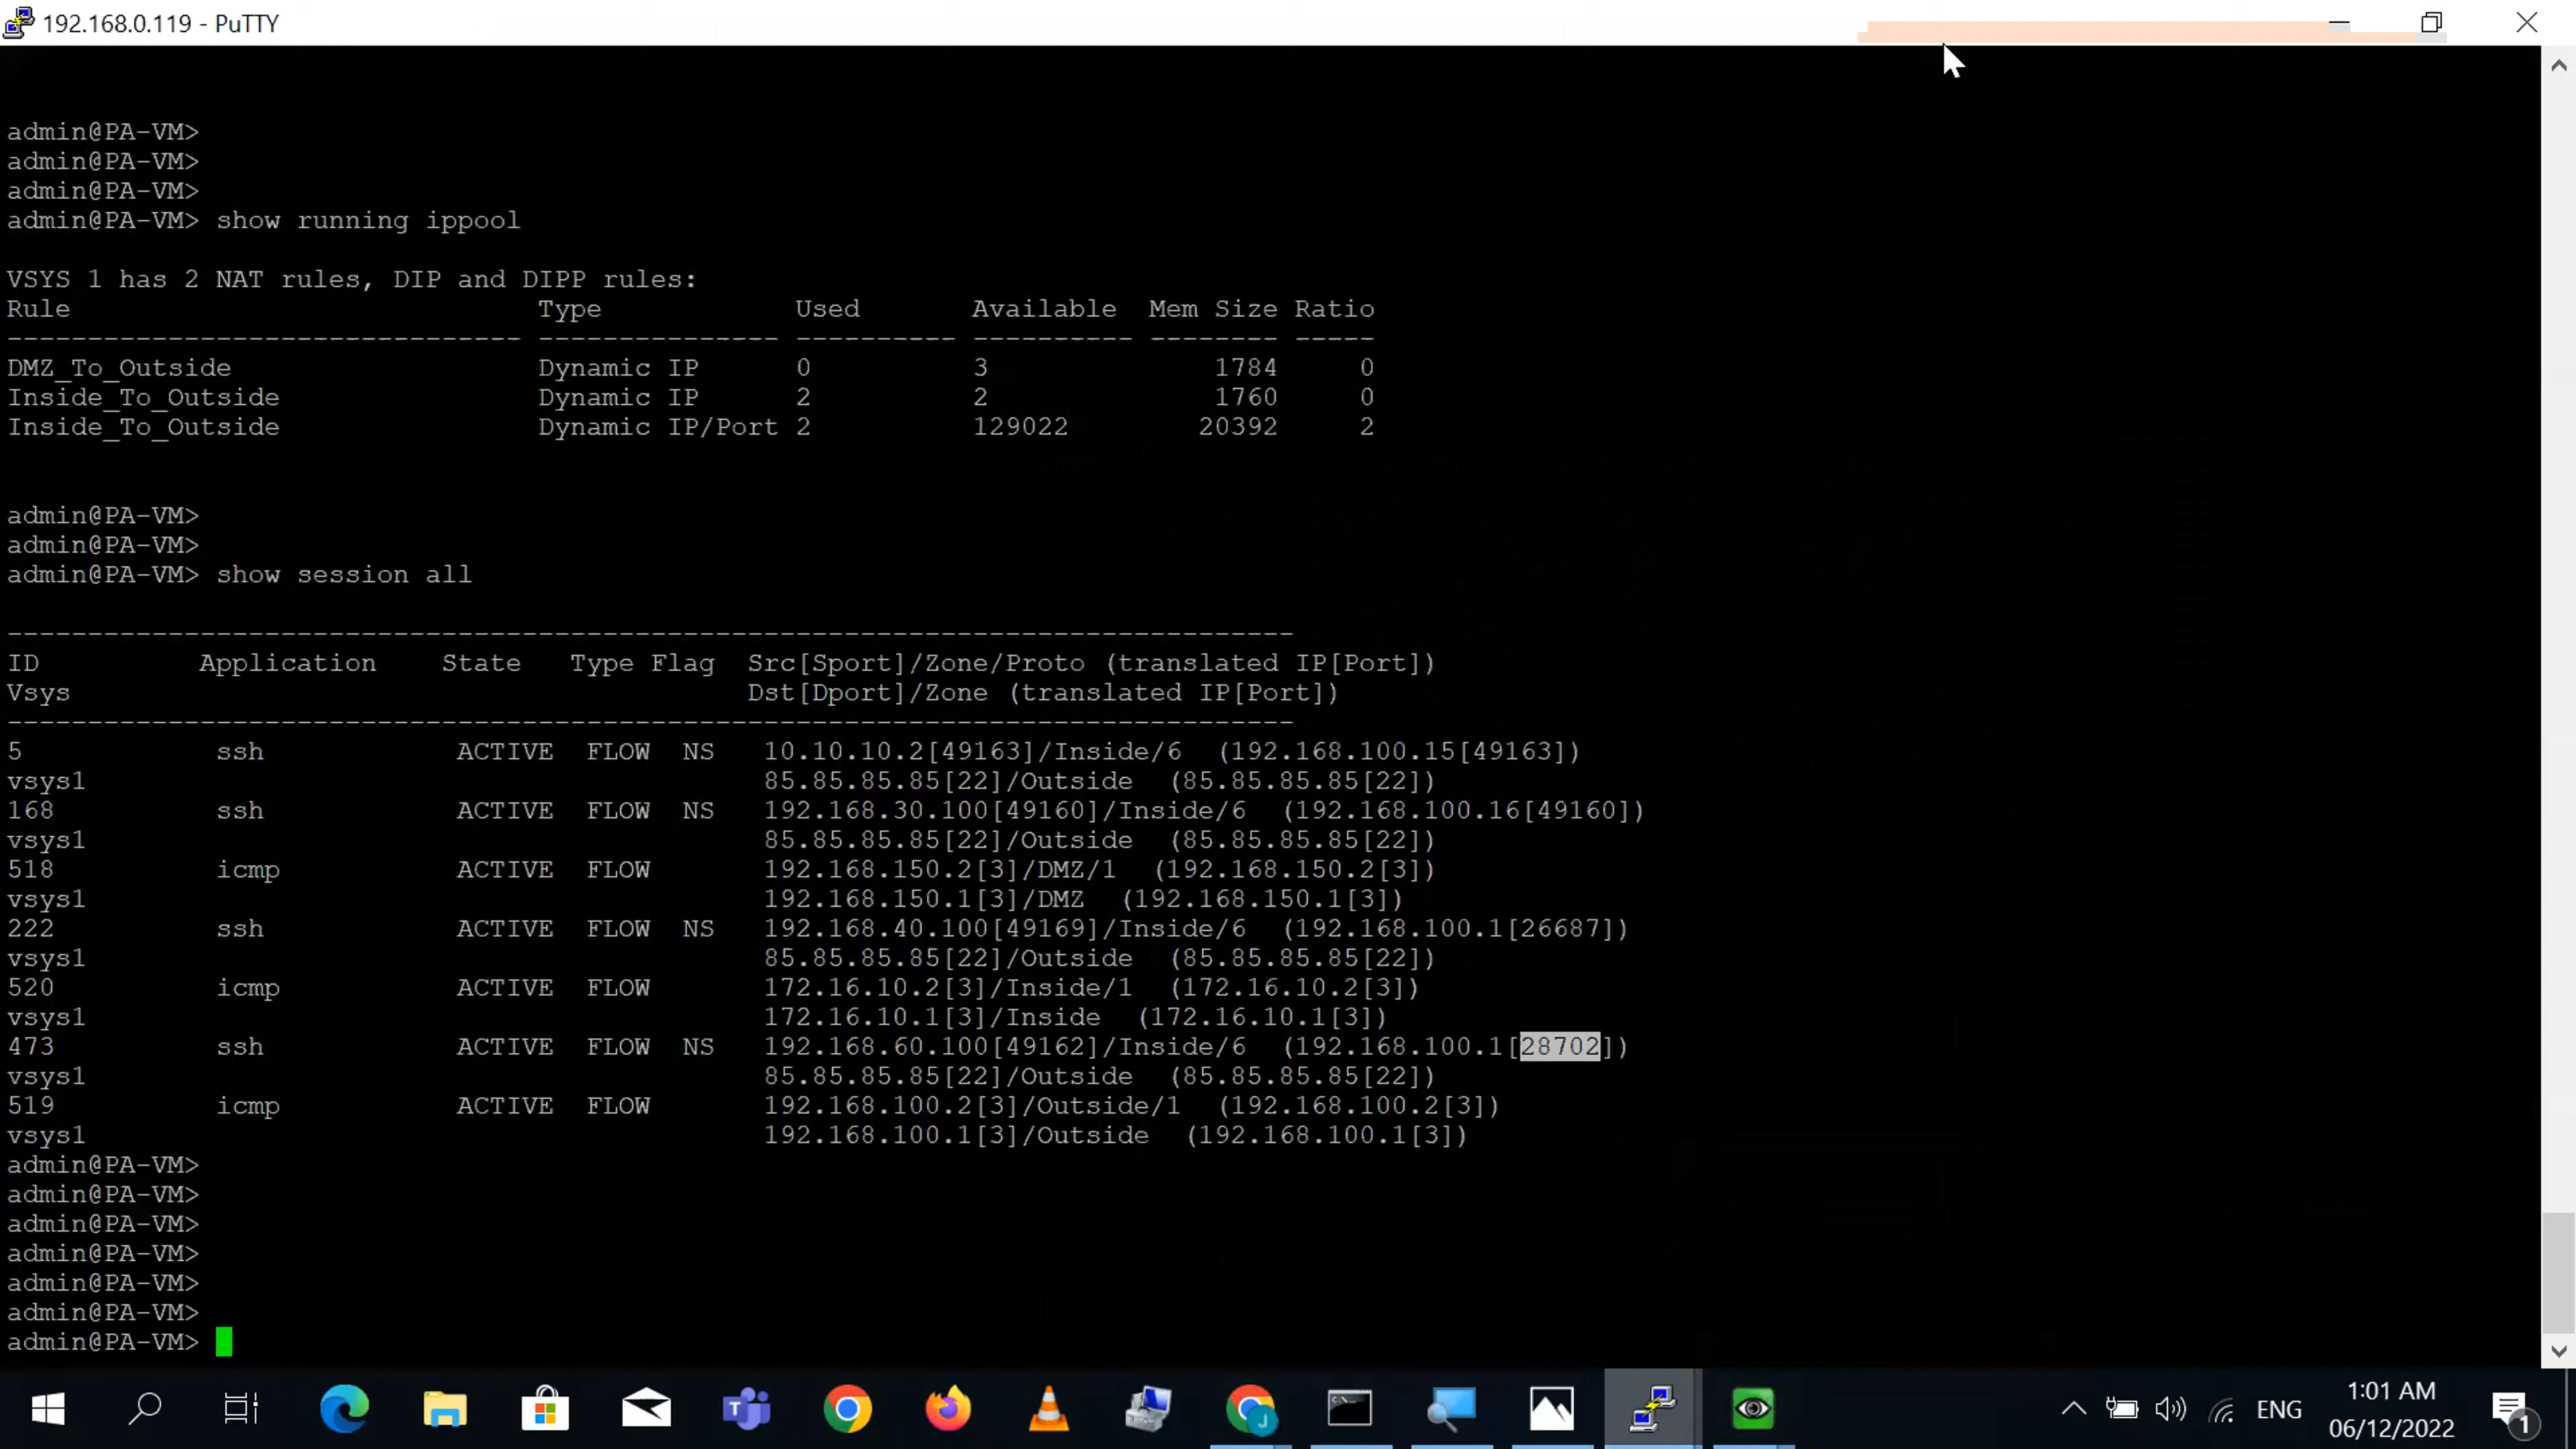 192.168.0.119 - PuTTY
admin@PA-VM>
admin@PA-VM>
admin@PA-VM>
admin@PA-VM> show running ippool
VSYS 1 has 2 NAT rules, DIP and DIPP rules:
Rule Type Used Available Mem Size Ratio
-------------------------------- --------------- ---------- ---------- -------- -----
DMZ_To_Outside Dynamic IP 0 3 1784 0
Inside_To_Outside Dynamic IP 2 2 1760 0
Inside_To_Outside Dynamic IP/Port 2 129022 20392 2
admin@PA-VM>
admin@PA-VM>
admin@PA-VM> show session all
--------------------------------------------------------------------------------
ID Application State Type Flag Src[Sport]/Zone/Proto (translated IP[Port])
Vsys Dst[Dport]/Zone (translated IP[Port])
--------------------------------------------------------------------------------
5 ssh ACTIVE FLOW NS 10.10.10.2[49163]/Inside/6 (192.168.100.15[49163])
vsys1 85.85.85.85[22]/Outside (85.85.85.85[22])
168 ssh ACTIVE FLOW NS 192.168.30.100[49160]/Inside/6 (192.168.100.16[49160])
vsys1 85.85.85.85[22]/Outside (85.85.85.85[22])
518 icmp ACTIVE FLOW 192.168.150.2[3]/DMZ/1 (192.168.150.2[3])
vsys1 192.168.150.1[3]/DMZ (192.168.150.1[3])
222 ssh ACTIVE FLOW NS 192.168.40.100[49169]/Inside/6 (192.168.100.1[26687])
vsys1 85.85.85.85[22]/Outside (85.85.85.85[22])
520 icmp ACTIVE FLOW 172.16.10.2[3]/Inside/1 (172.16.10.2[3])
vsys1 172.16.10.1[3]/Inside (172.16.10.1[3])
473 ssh ACTIVE FLOW NS 192.168.60.100[49162]/Inside/6 (192.168.100.1[28702])
vsys1 85.85.85.85[22]/Outside (85.85.85.85[22])
519 icmp ACTIVE FLOW 192.168.100.2[3]/Outside/1 (192.168.100.2[3])
vsys1 192.168.100.1[3]/Outside (192.168.100.1[3])
admin@PA-VM>
admin@PA-VM>
admin@PA-VM>
admin@PA-VM>
admin@PA-VM>
admin@PA-VM>
admin@PA-VM>
ENG
1:01 AM
06/12/2022
1